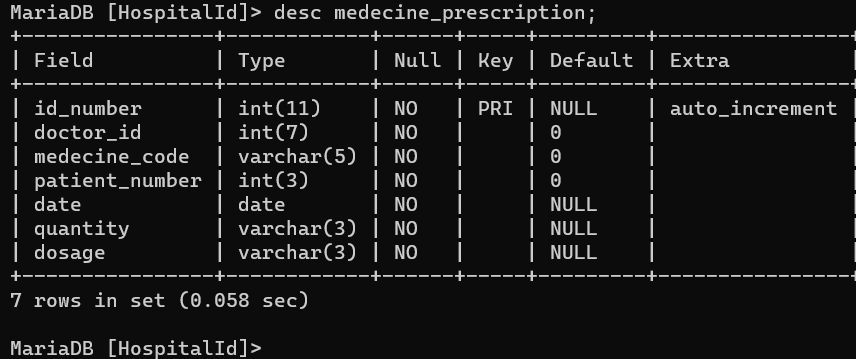 MariaDB [HospitalId]> desc medecine_prescription;
+----------------+------------+------+-----+---------+----------------+
| Field          | Type       | Null | Key | Default | Extra          |
+----------------+------------+------+-----+---------+----------------+
| id_number      | int(11)    | NO   | PRI | NULL    | auto_increment |
| doctor_id      | int(7)     | NO   |     | 0       |                |
| medecine_code  | varchar(5) | NO   |     | 0       |                |
| patient_number | int(3)     | NO   |     | 0       |                |
| date           | date       | NO   |     | NULL    |                |
| quantity       | varchar(3) | NO   |     | NULL    |                |
| dosage         | varchar(3) | NO   |     | NULL    |                |
+----------------+------------+------+-----+---------+----------------+
7 rows in set (0.058 sec)
MariaDB [HospitalId]>